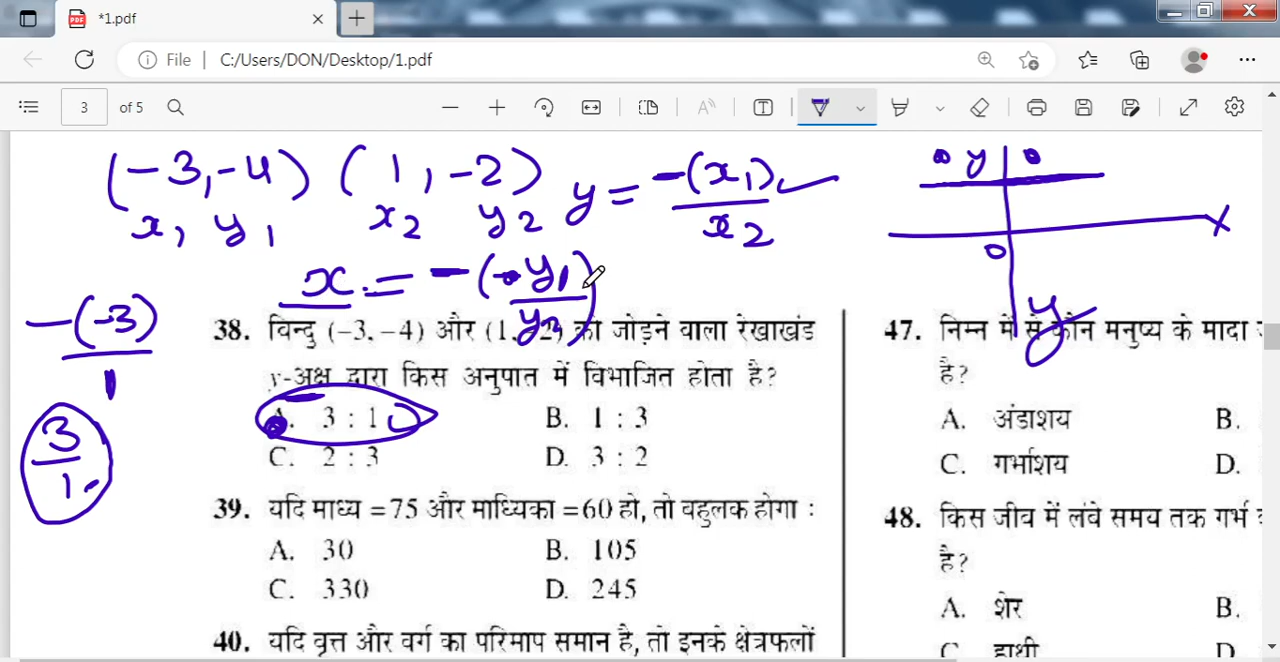 *1.pdf
File | C:/Users/DON/Desktop/1.pdf
3 of 5
(-3, -4) (1, -2) y = -(x1)/x2
x1 y1 x2 y2
x = -(y1/y2)
-(-3)/1
3/1
y
X
0
y
38. विन्दु (−3, −4) और (1, −2) को जोड़ने वाला रेखाखंड
y-अक्ष द्वारा किस अनुपात में विभाजित होता है?
A. 3 : 1 B. 1 : 3
C. 2 : 3 D. 3 : 2
39. यदि माध्य = 75 और माध्यिका = 60 हो, तो बहुलक होगा :
A. 30 B. 105
C. 330 D. 245
40. यदि वृत्त और वर्ग का परिमाप समान है, तो इनके क्षेत्रफलों
47. निम्न में से कौन मनुष्य के मादा
है?
A. अंडाशय B.
C. गर्भाशय D.
48. किस जीव में लंबे समय तक गर्भ
है?
A. शेर B.
C. हाथी D